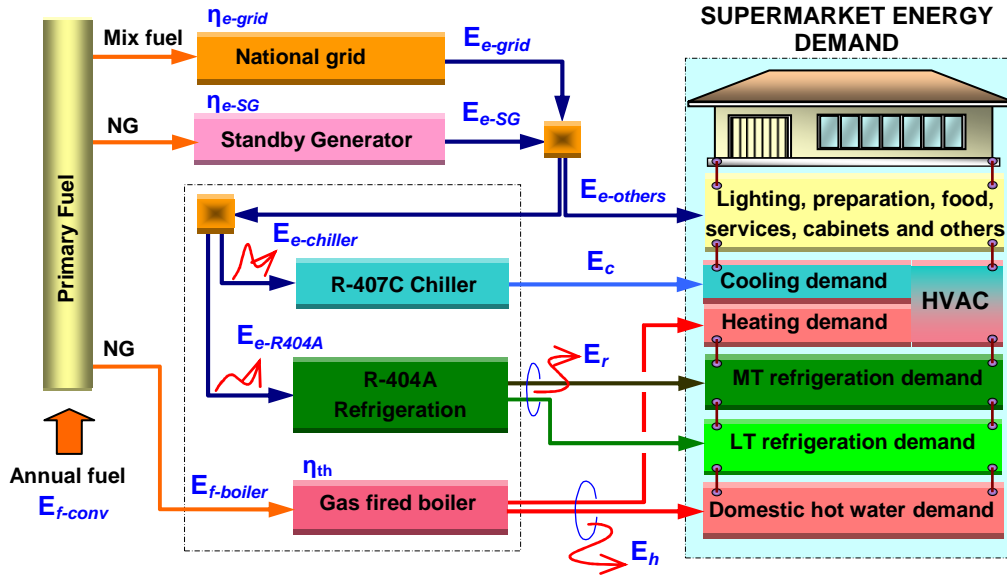 SUPERMARKET ENERGY
DEMAND
ηe-grid
Mix fuel
National grid
Ee-grid
ηe-SG
NG
Standby Generator
Ee-SG
Primary Fuel
Ee-others
Lighting, preparation, food,
services, cabinets and others
Ee-chiller
R-407C Chiller
Ec
Cooling demand
HVAC
Heating demand
Ee-R404A
R-404A
Refrigeration
Er
MT refrigeration demand
LT refrigeration demand
NG
Annual fuel
Ef-conv
Ef-boiler
ηth
Gas fired boiler
Eh
Domestic hot water demand